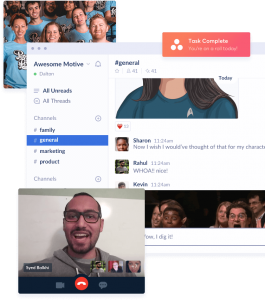 Task Complete
You're on a roll today!
Awesome Motive
Dalton
#general
41
41
Today
All Unreads
All Threads
Channels
# family
# general
# marketing
# product
Channels
Sharon 11:24am
Now I wish I would've thought of that for my characte
Rahul 11:24am
WHOA!! nice!
Kevin 11:24am
Syed Balkhi
Pow, I dig it!